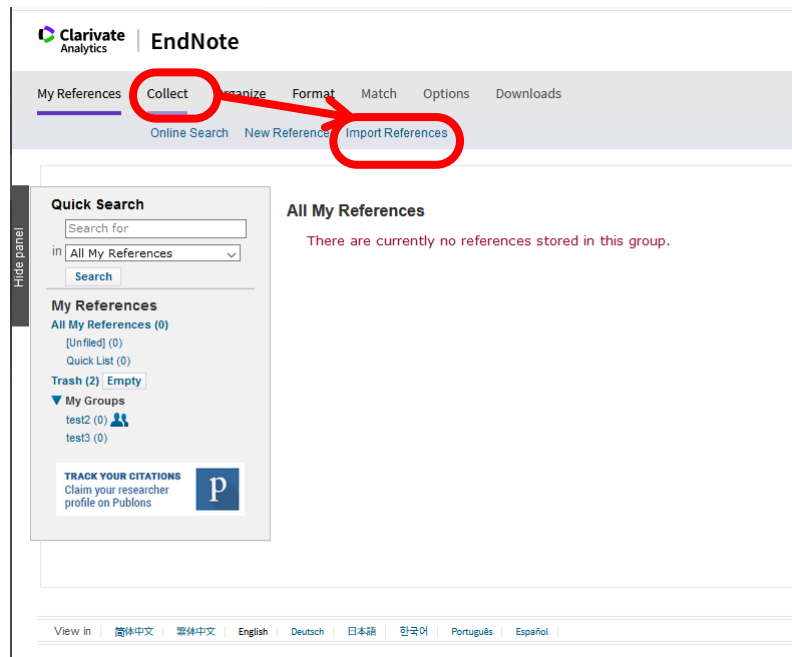 Clarivate
Analytics
EndNote
My References Collect Organize Format Match Options Downloads
Online Search New Reference Import References
Hide panel
Quick Search
Search for
in All My References
Search
My References
All My References (0)
[Unfiled] (0)
Quick List (0)
Trash (2) Empty
My Groups
test2 (0)
test3 (0)
TRACK YOUR CITATIONS
Claim your researcher
profile on Publons
p
All My References
There are currently no references stored in this group.
View in 简体中文 繁体中文 English Deutsch 日本語 한국어 Português Español